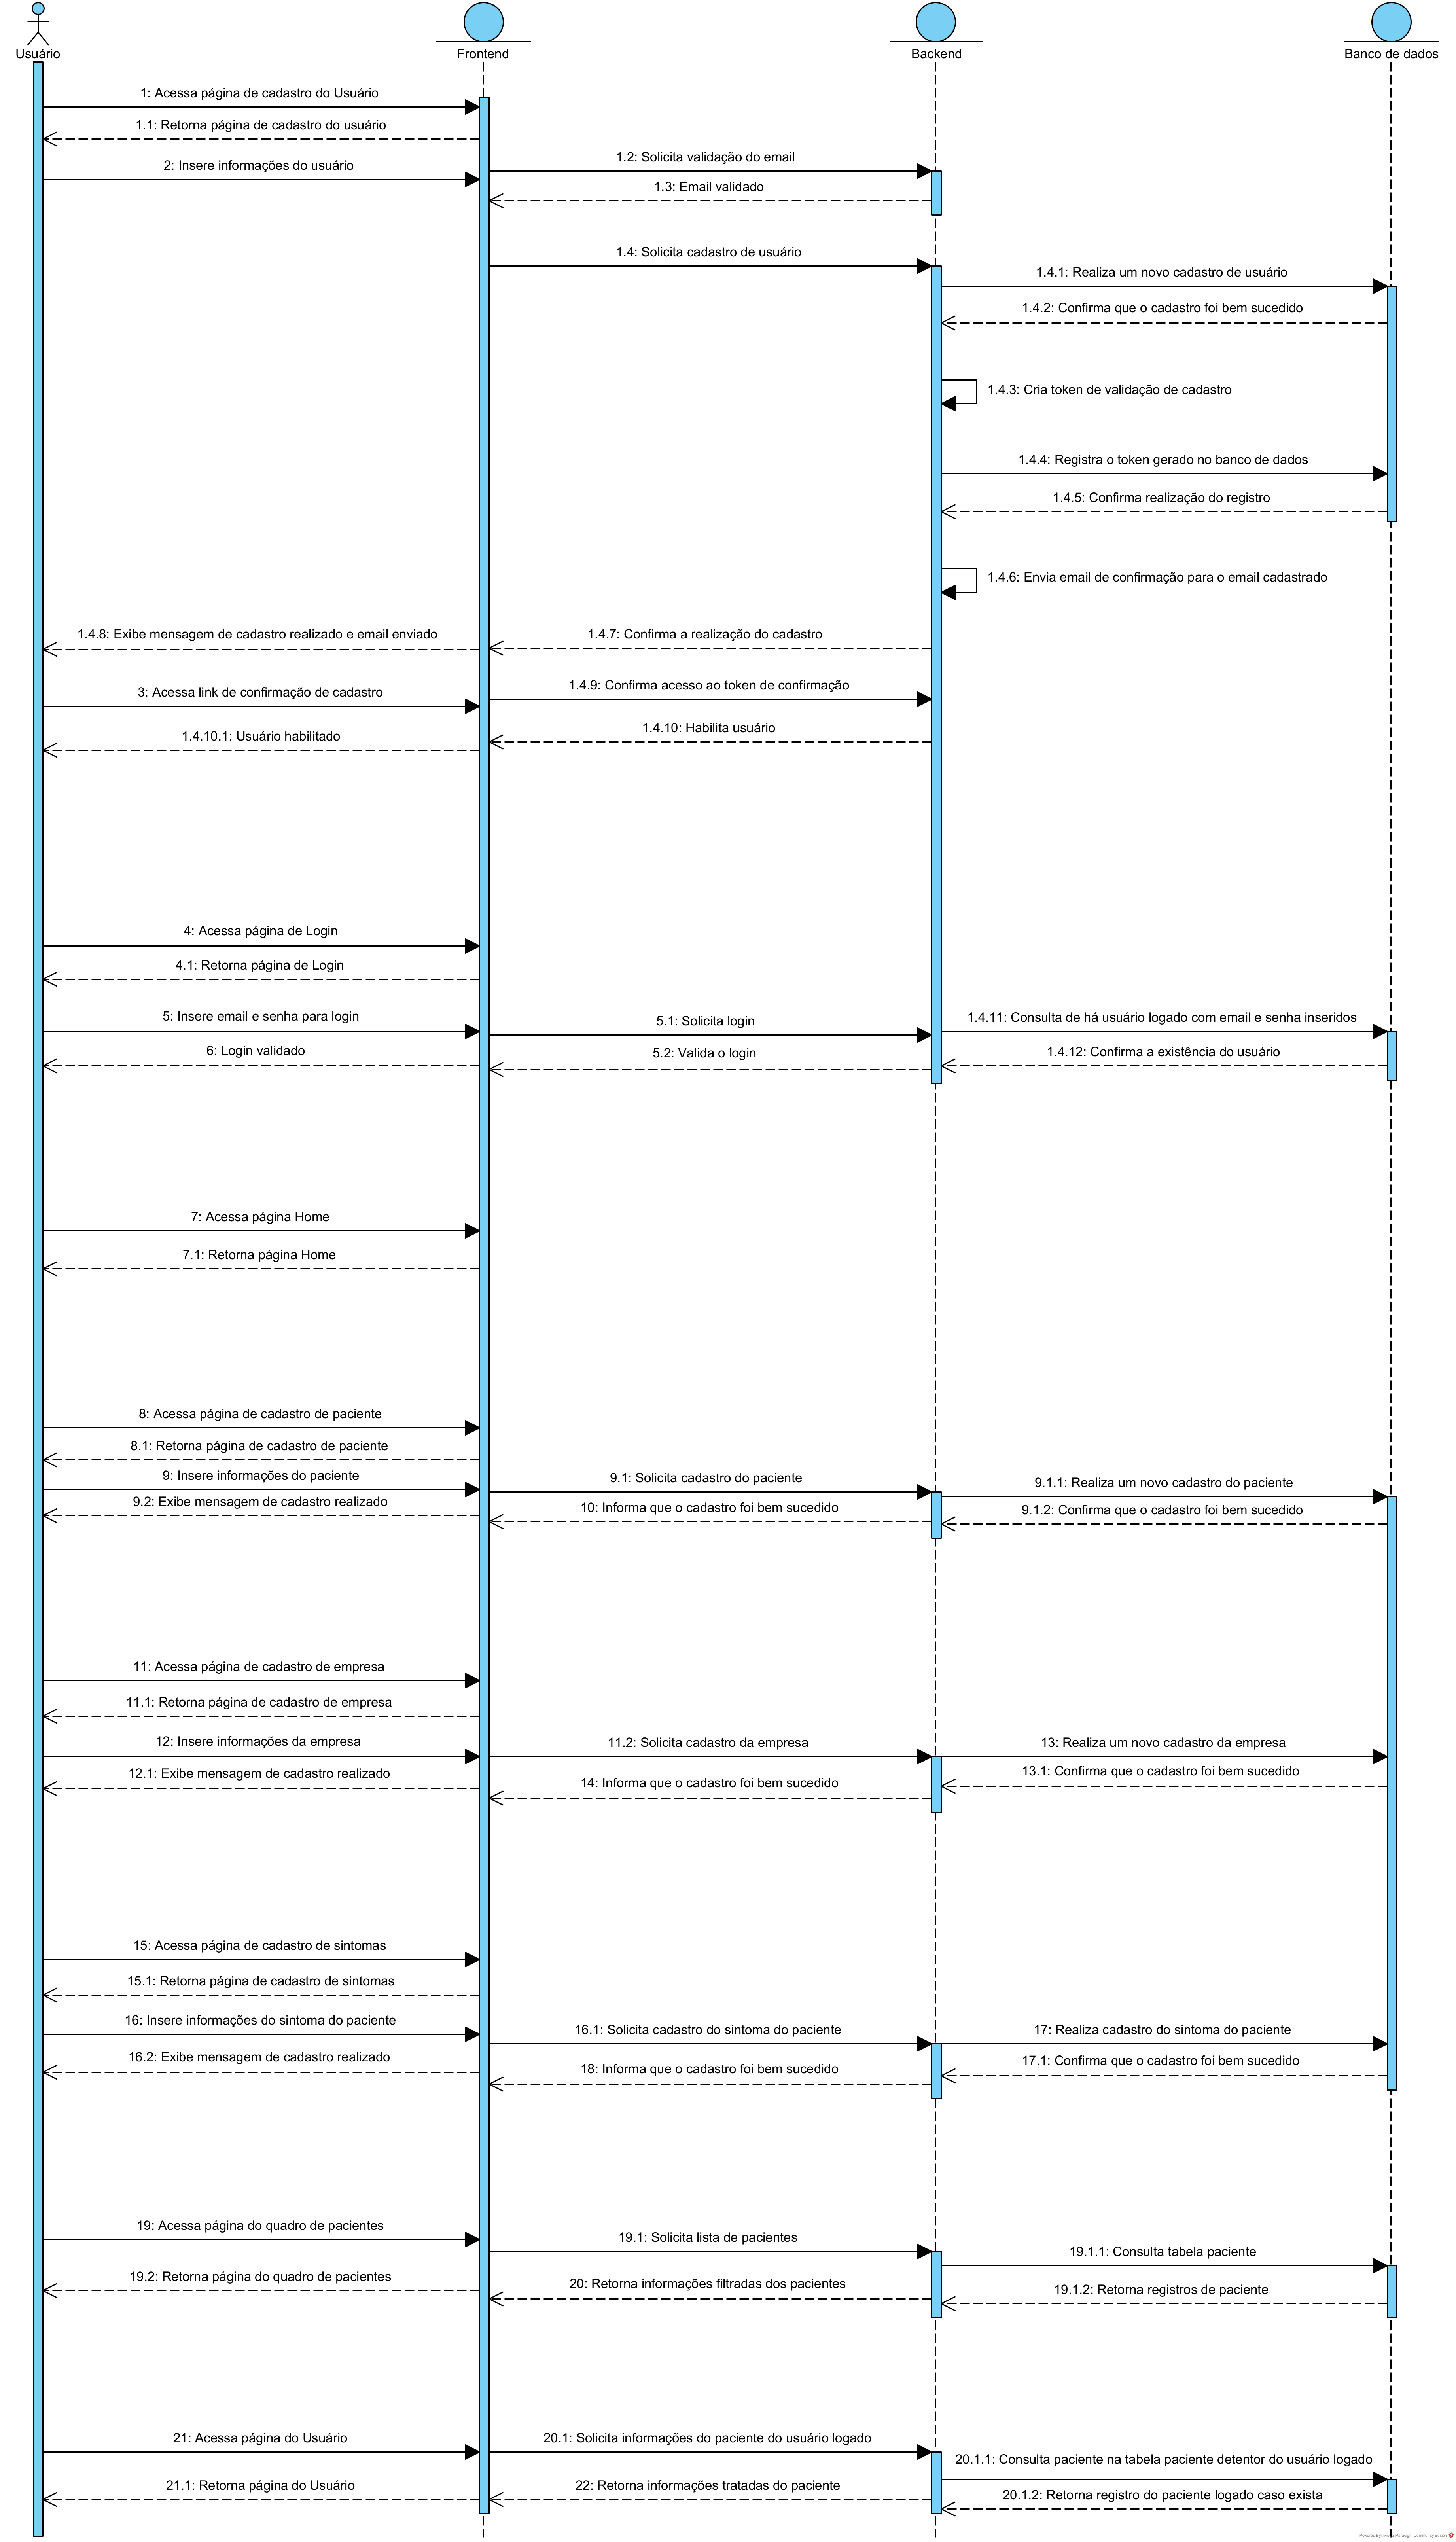 Usuário
Frontend
Backend
Banco de dados
1: Acessa página de cadastro do Usuário
1.1: Retorna página de cadastro do usuário
2: Insere informações do usuário
1.2: Solicita validação do email
1.3: Email validado
1.4: Solicita cadastro de usuário
1.4.1: Realiza um novo cadastro de usuário
1.4.2: Confirma que o cadastro foi bem sucedido
1.4.3: Cria token de validação de cadastro
1.4.4: Registra o token gerado no banco de dados
1.4.5: Confirma realização do registro
1.4.6: Envia email de confirmação para o email cadastrado
1.4.8: Exibe mensagem de cadastro realizado e email enviado
1.4.7: Confirma a realização do cadastro
3: Acessa link de confirmação de cadastro
1.4.9: Confirma acesso ao token de confirmação
1.4.10.1: Usuário habilitado
1.4.10: Habilita usuário
4: Acessa página de Login
4.1: Retorna página de Login
5: Insere email e senha para login
5.1: Solicita login
1.4.11: Consulta de há usuário logado com email e senha inseridos
6: Login validado
5.2: Valida o login
1.4.12: Confirma a existência do usuário
7: Acessa página Home
7.1: Retorna página Home
8: Acessa página de cadastro de paciente
8.1: Retorna página de cadastro de paciente
9: Insere informações do paciente
9.1: Solicita cadastro do paciente
9.1.1: Realiza um novo cadastro do paciente
9.2: Exibe mensagem de cadastro realizado
10: Informa que o cadastro foi bem sucedido
9.1.2: Confirma que o cadastro foi bem sucedido
11: Acessa página de cadastro de empresa
11.1: Retorna página de cadastro de empresa
12: Insere informações da empresa
11.2: Solicita cadastro da empresa
13: Realiza um novo cadastro da empresa
12.1: Exibe mensagem de cadastro realizado
14: Informa que o cadastro foi bem sucedido
13.1: Confirma que o cadastro foi bem sucedido
15: Acessa página de cadastro de sintomas
15.1: Retorna página de cadastro de sintomas
16: Insere informações do sintoma do paciente
16.1: Solicita cadastro do sintoma do paciente
17: Realiza cadastro do sintoma do paciente
16.2: Exibe mensagem de cadastro realizado
18: Informa que o cadastro foi bem sucedido
17.1: Confirma que o cadastro foi bem sucedido
19: Acessa página do quadro de pacientes
19.1: Solicita lista de pacientes
19.1.1: Consulta tabela paciente
19.2: Retorna página do quadro de pacientes
20: Retorna informações filtradas dos pacientes
19.1.2: Retorna registros de paciente
21: Acessa página do Usuário
20.1: Solicita informações do paciente do usuário logado
20.1.1: Consulta paciente na tabela paciente detentor do usuário logado
21.1: Retorna página do Usuário
22: Retorna informações tratadas do paciente
20.1.2: Retorna registro do paciente logado caso exista
Powered By: Visual Paradigm Community Edition